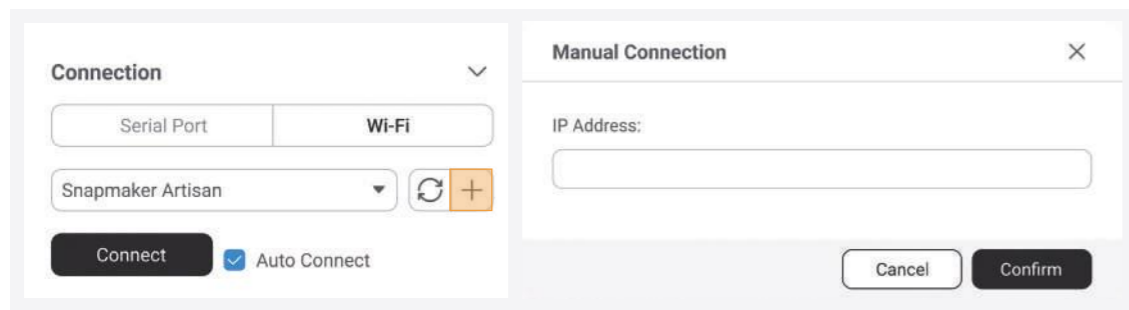 Connection
Serial Port
Wi-Fi
Snapmaker Artisan
Connect
Auto Connect
Manual Connection
IP Address:
Cancel
Confirm